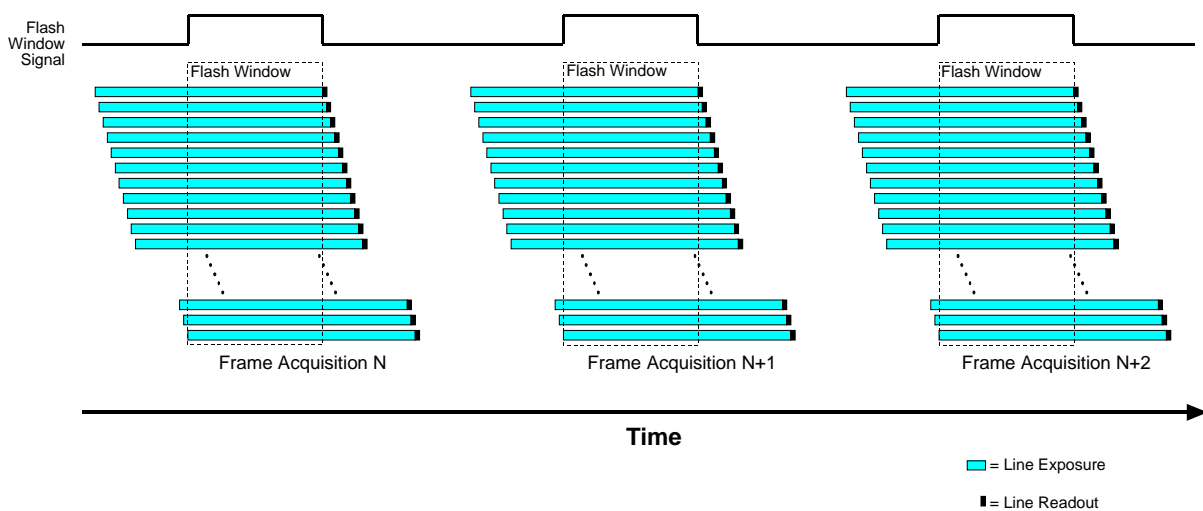 Flash
Window
Signal
Flash Window
Flash Window
Flash Window
Frame Acquisition N
Frame Acquisition N+1
Frame Acquisition N+2
Time
= Line Exposure
= Line Readout